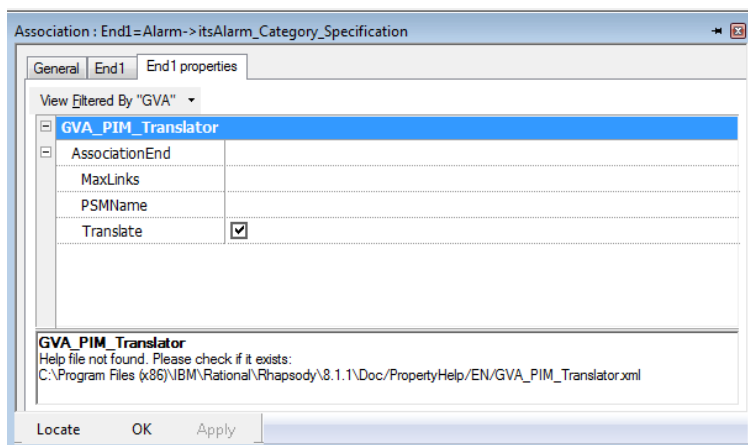 Association : End1=Alarm->itsAlarm_Category_Specification
General End1 End1 properties
View Filtered By "GVA"
GVA_PIM_Translator
AssociationEnd
MaxLinks
PSMName
Translate
GVA_PIM_Translator
Help file not found. Please check if it exists:
C:\Program Files (x86)\IBM\Rational\Rhapsody\8.1.1\Doc/PropertyHelp/EN/GVA_PIM_Translator.xml
Locate OK Apply